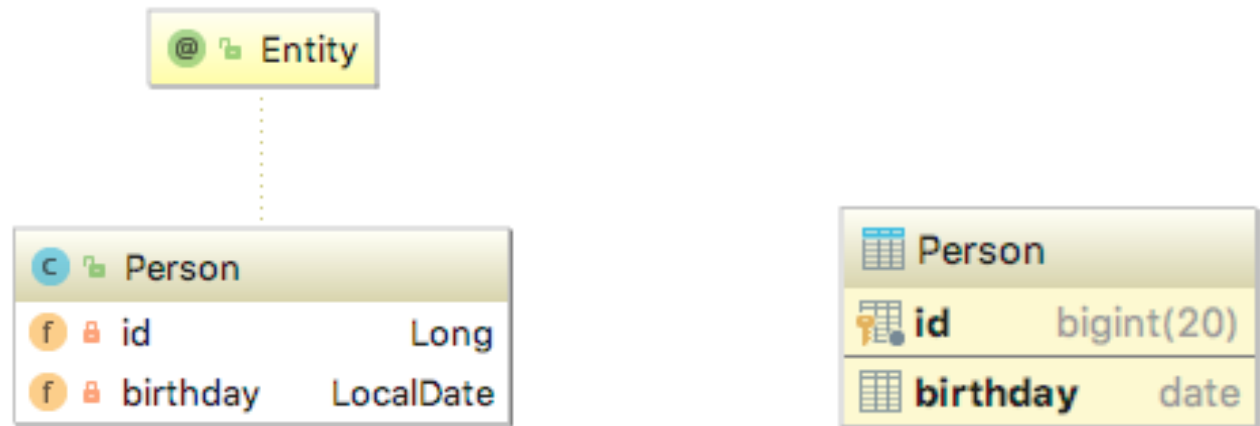 @ Entity
C Person
f id Long
f birthday LocalDate
Person
id bigint(20)
birthday date